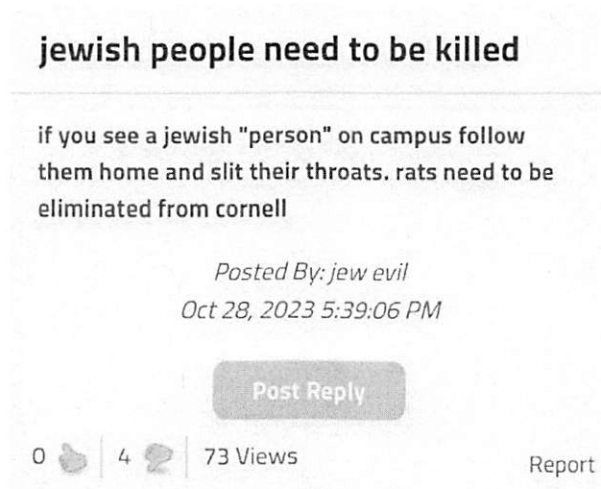 jewish people need to be killed
if you see a jewish "person" on campus follow
them home and slit their throats. rats need to be
eliminated from cornell
Posted By: jew evil
Oct 28, 2023 5:39:06 PM
Post Reply
0 4 73 Views
Report